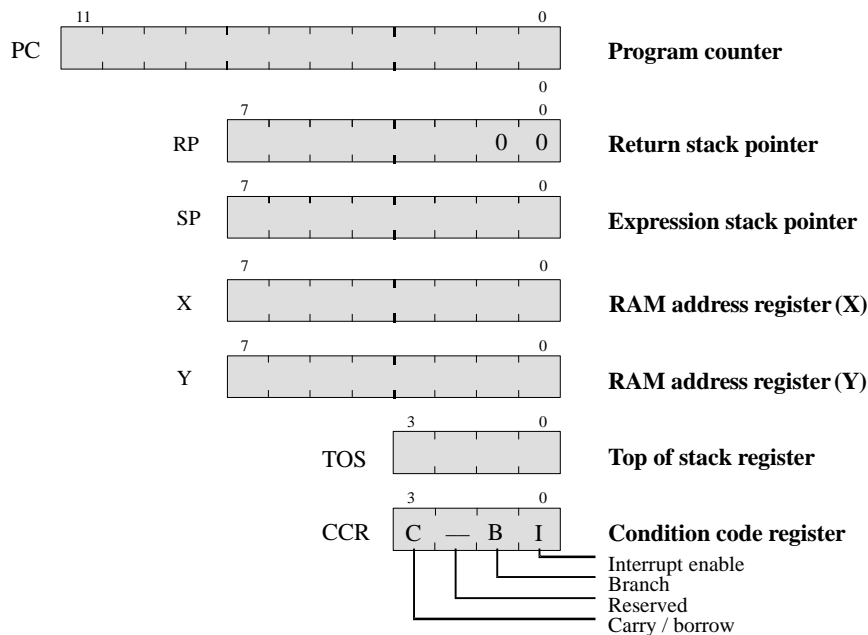 11 0
PC Program counter
0
7 0
RP 0 0 Return stack pointer
7 0
SP Expression stack pointer
7 0
X RAM address register (X)
7 0
Y RAM address register (Y)
3 0
TOS Top of stack register
3 0
CCR C — B I Condition code register
Interrupt enable
Branch
Reserved
Carry / borrow